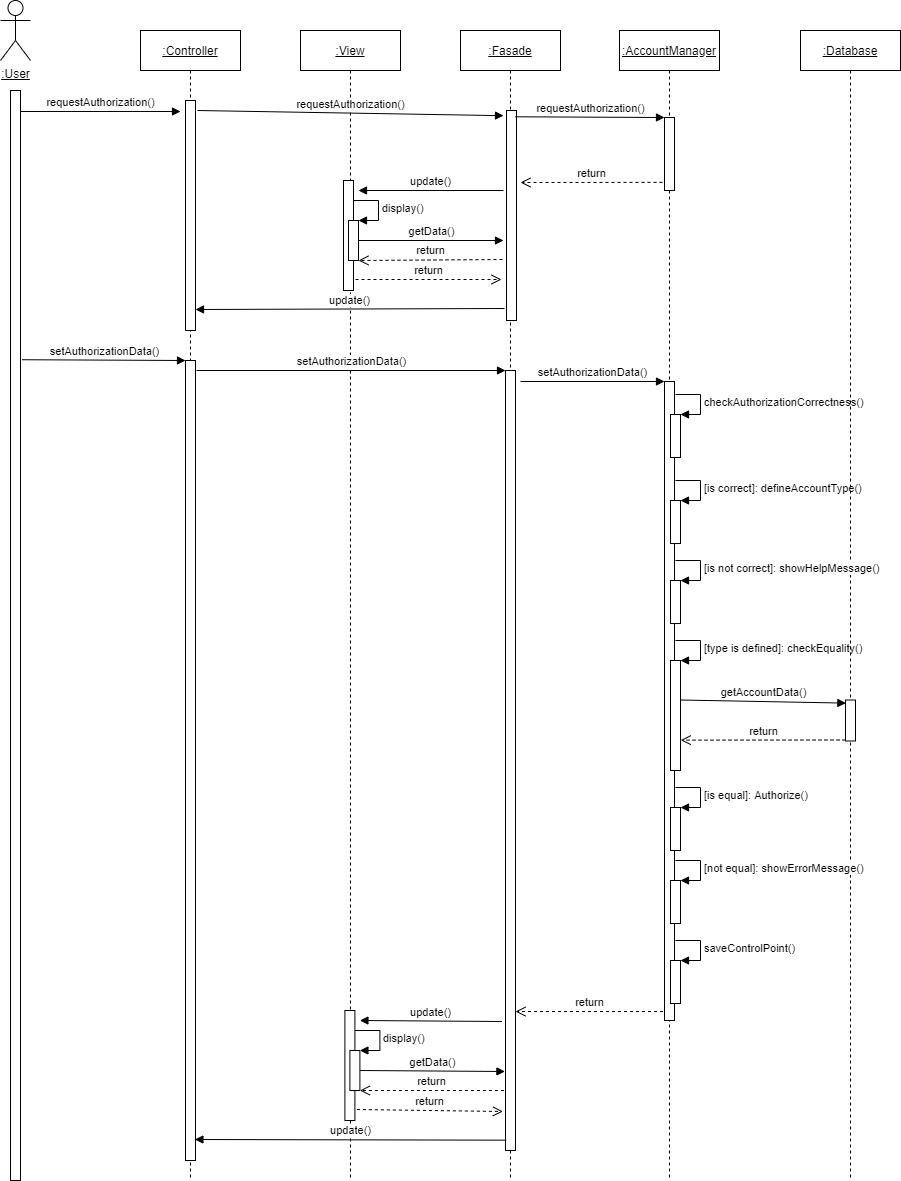 :User
:Controller
:View
:Fasade
:AccountManager
:Database
requestAuthorization()
requestAuthorization()
requestAuthorization()
return
update()
display()
getData()
return
return
update()
setAuthorizationData()
setAuthorizationData()
setAuthorizationData()
checkAuthorizationCorrectness()
[is correct]: defineAccountType()
[is not correct]: showHelpMessage()
[type is defined]: checkEquality()
getAccountData()
return
[is equal]: Authorize()
[not equal]: showErrorMessage()
saveControlPoint()
return
update()
display()
getData()
return
return
update()